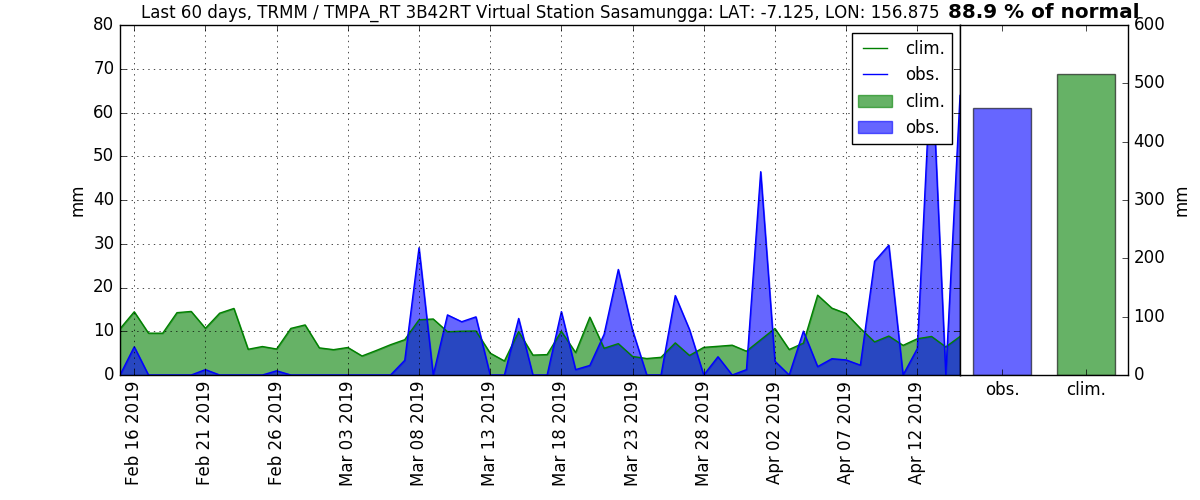 Last 60 days, TRMM / TMPA_RT 3B42RT Virtual Station Sasamungga: LAT: -7.125, LON: 156.875 88.9 % of normal
80
70
60
50
40
30
20
10
0
mm
clim.
obs.
clim.
obs.
600
500
400
300
200
100
0
mm
obs. clim.
Feb 16 2019
Feb 21 2019
Feb 26 2019
Mar 03 2019
Mar 08 2019
Mar 13 2019
Mar 18 2019
Mar 23 2019
Mar 28 2019
Apr 02 2019
Apr 07 2019
Apr 12 2019